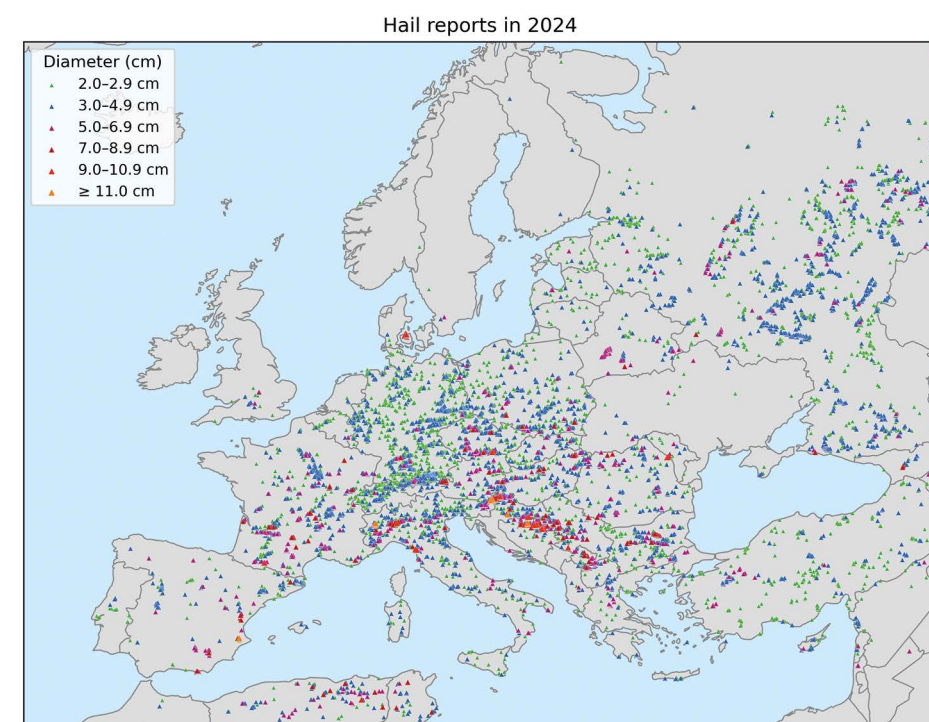 Hail reports in 2024
Diameter (cm)
2.0–2.9 cm
3.0–4.9 cm
5.0–6.9 cm
7.0–8.9 cm
9.0–10.9 cm
≥ 11.0 cm